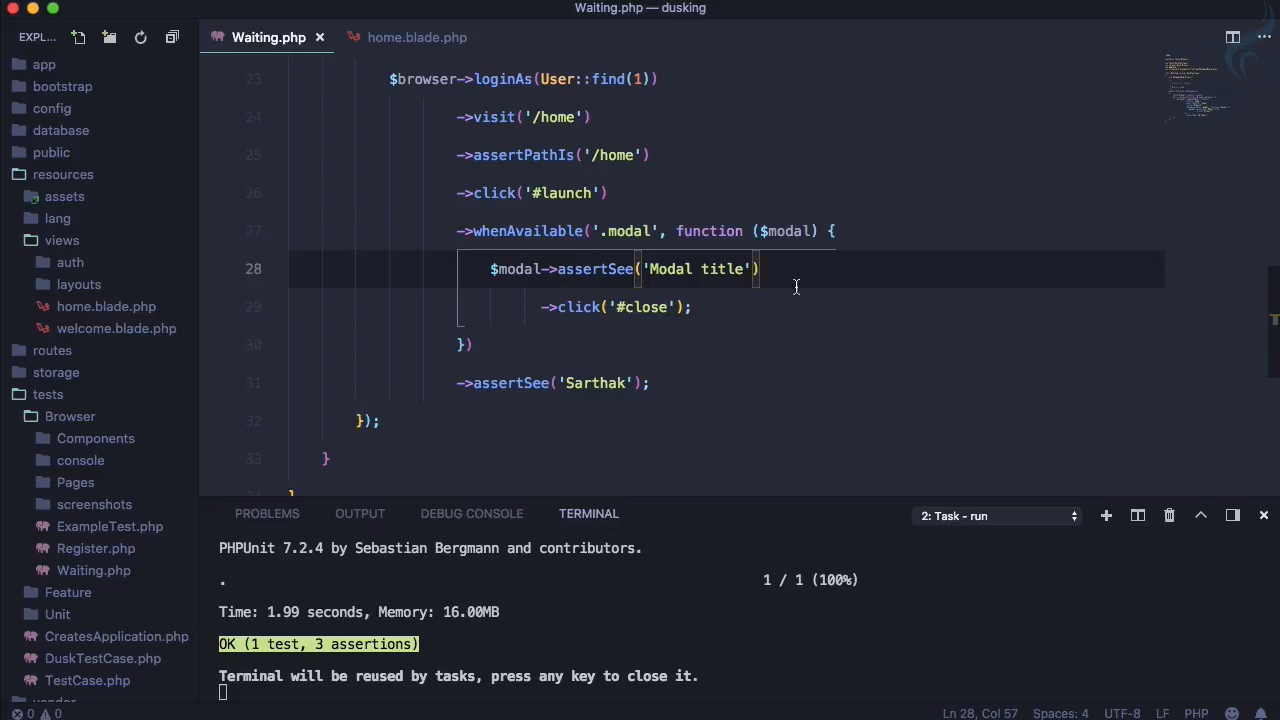 Waiting.php — dusking
EXPL...
Waiting.php ×
home.blade.php
app
bootstrap
config
database
public
resources
assets
lang
views
auth
layouts
home.blade.php
welcome.blade.php
routes
storage
tests
Browser
Components
console
Pages
screenshots
ExampleTest.php
Register.php
Waiting.php
Feature
Unit
CreatesApplication.php
DuskTestCase.php
TestCase.php
vendor
23 $browser->loginAs(User::find(1))
24 ->visit('/home')
25 ->assertPathIs('/home')
26 ->click('#launch')
27 ->whenAvailable('.modal', function ($modal) {
28 $modal->assertSee('Modal title')
29 ->click('#close');
30 })
31 ->assertSee('Sarthak');
32 });
33 }
34 }
PROBLEMS OUTPUT DEBUG CONSOLE TERMINAL
2: Task - run
PHPUnit 7.2.4 by Sebastian Bergmann and contributors.
. 1 / 1 (100%)
Time: 1.99 seconds, Memory: 16.00MB
OK (1 test, 3 assertions)
Terminal will be reused by tasks, press any key to close it.
0 0
Ln 28, Col 57 Spaces: 4 UTF-8 LF PHP